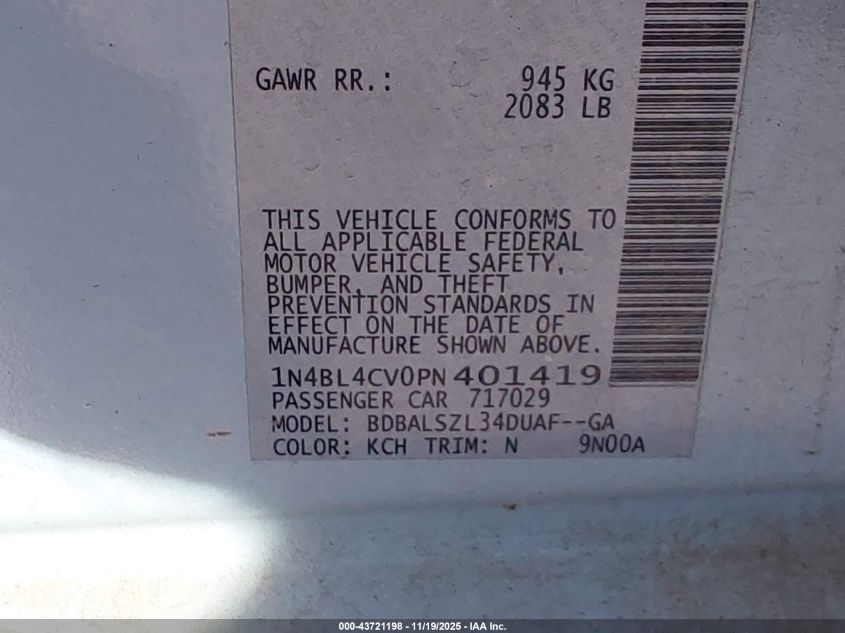 GAWR RR.: 945 KG
2083 LB
THIS VEHICLE CONFORMS TO
ALL APPLICABLE FEDERAL
MOTOR VEHICLE SAFETY,
BUMPER, AND THEFT
PREVENTION STANDARDS IN
EFFECT ON THE DATE OF
MANUFACTURE SHOWN ABOVE.
1N4BL4CV0PN401419
PASSENGER CAR 717029
MODEL: BDBALSZL34DUAF--GA
COLOR: KCH TRIM: N 9N00A
000-43721198 - 11/19/2025 - IAA Inc.